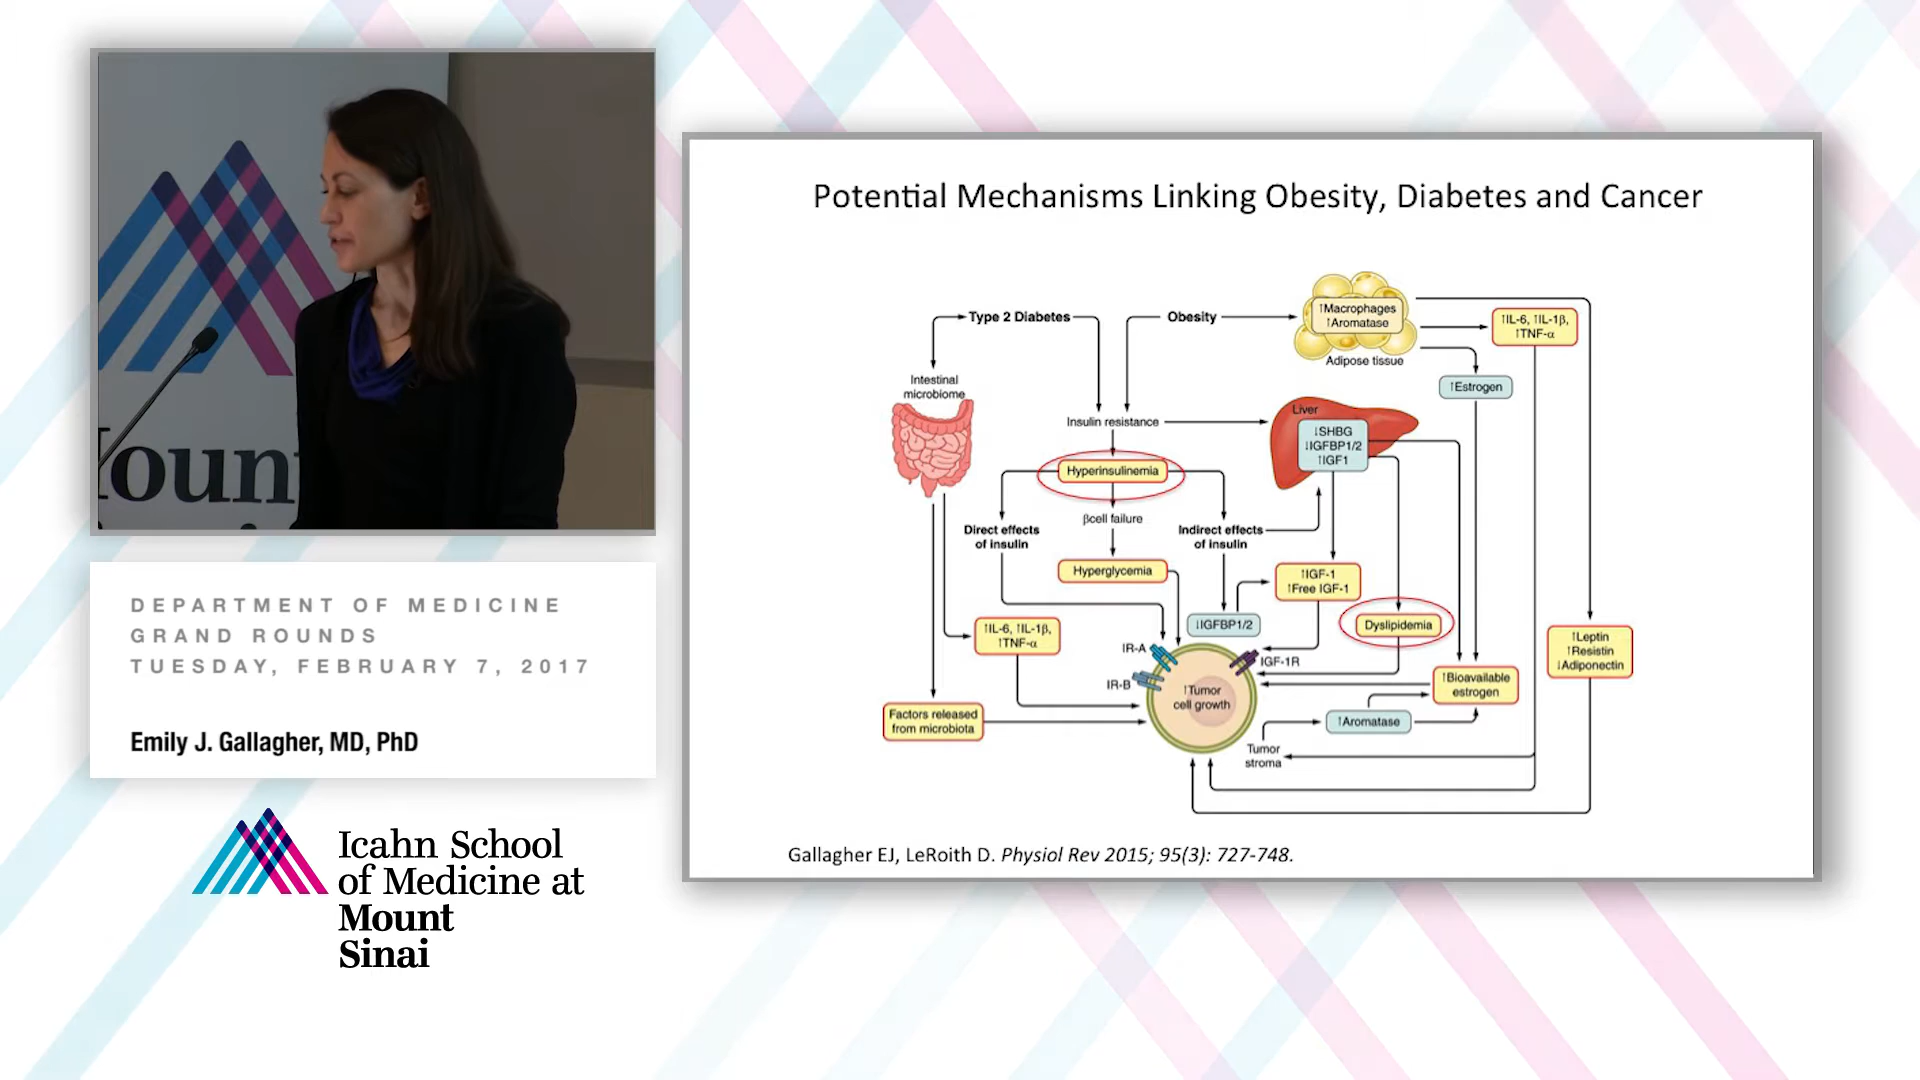 oun
DEPARTMENT OF MEDICINE
GRAND ROUNDS
TUESDAY, FEBRUARY 7, 2017
Emily J. Gallagher, MD, PhD
Icahn School
of Medicine at
Mount
Sinai
Potential Mechanisms Linking Obesity, Diabetes and Cancer
Type 2 Diabetes
Obesity
↑Macrophages
↑Aromatase
Adipose tissue
↑IL-6, ↑IL-1β,
↑TNF-α
↑Estrogen
Intestinal
microbiome
Insulin resistance
Liver
↓SHBG
↓IGFBP1/2
↑IGF1
Hyperinsulinemia
βcell failure
Direct effects
of insulin
Indirect effects
of insulin
Hyperglycemia
↑IGF-1
↑Free IGF-1
↓IGFBP1/2
Dyslipidemia
↑IL-6, ↑IL-1β,
↑TNF-α
↑Leptin
↑Resistin
↓Adiponectin
IR-A
IGF-1R
IR-B
↑Tumor
cell growth
↑Bioavailable
estrogen
Factors released
from microbiota
↑Aromatase
Tumor
stroma
Gallagher EJ, LeRoith D. Physiol Rev 2015; 95(3): 727-748.